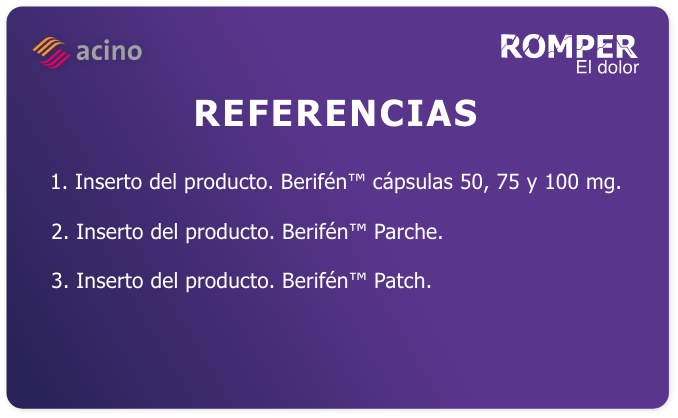 acino
ROMPER
El dolor
REFERENCIAS
1. Inserto del producto. Berifén™ cápsulas 50, 75 y 100 mg.
2. Inserto del producto. Berifén™ Parche.
3. Inserto del producto. Berifén™ Patch.